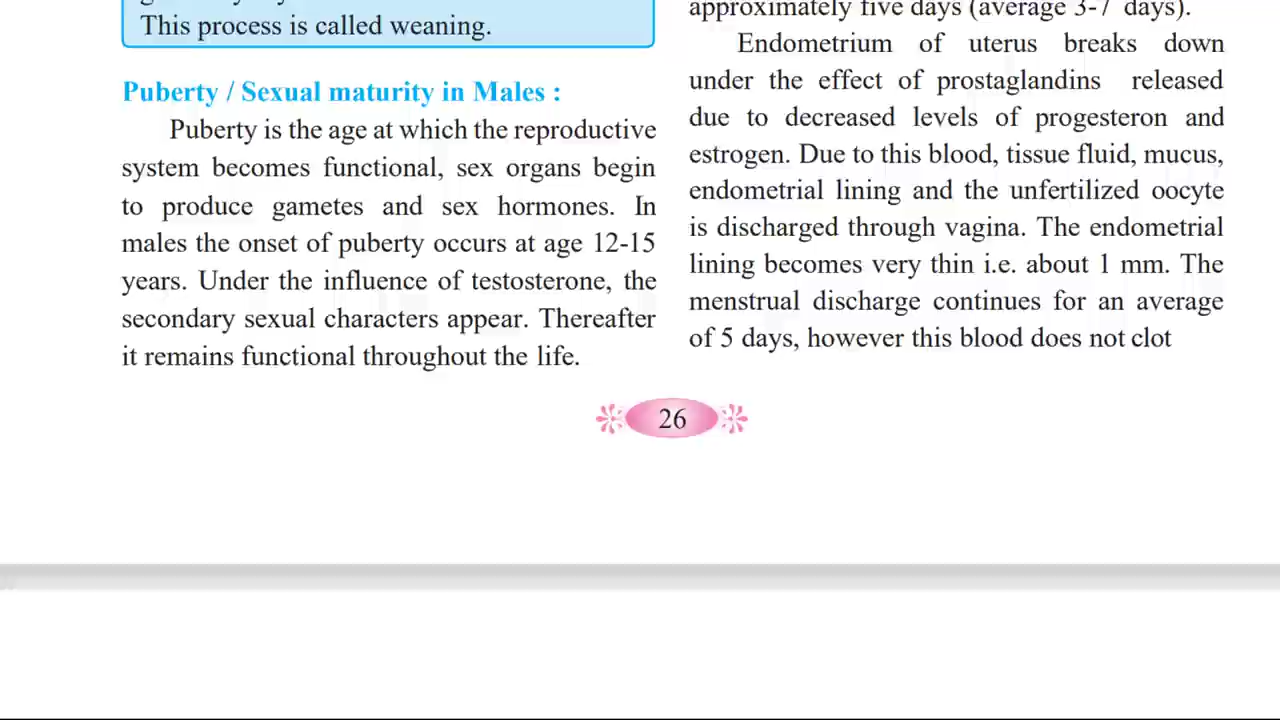 This process is called weaning.
Puberty / Sexual maturity in Males :
Puberty is the age at which the reproductive
system becomes functional, sex organs begin
to produce gametes and sex hormones. In
males the onset of puberty occurs at age 12-15
years. Under the influence of testosterone, the
secondary sexual characters appear. Thereafter
it remains functional throughout the life.
approximately five days (average 3-7 days).
Endometrium of uterus breaks down
under the effect of prostaglandins released
due to decreased levels of progesteron and
estrogen. Due to this blood, tissue fluid, mucus,
endometrial lining and the unfertilized oocyte
is discharged through vagina. The endometrial
lining becomes very thin i.e. about 1 mm. The
menstrual discharge continues for an average
of 5 days, however this blood does not clot
26